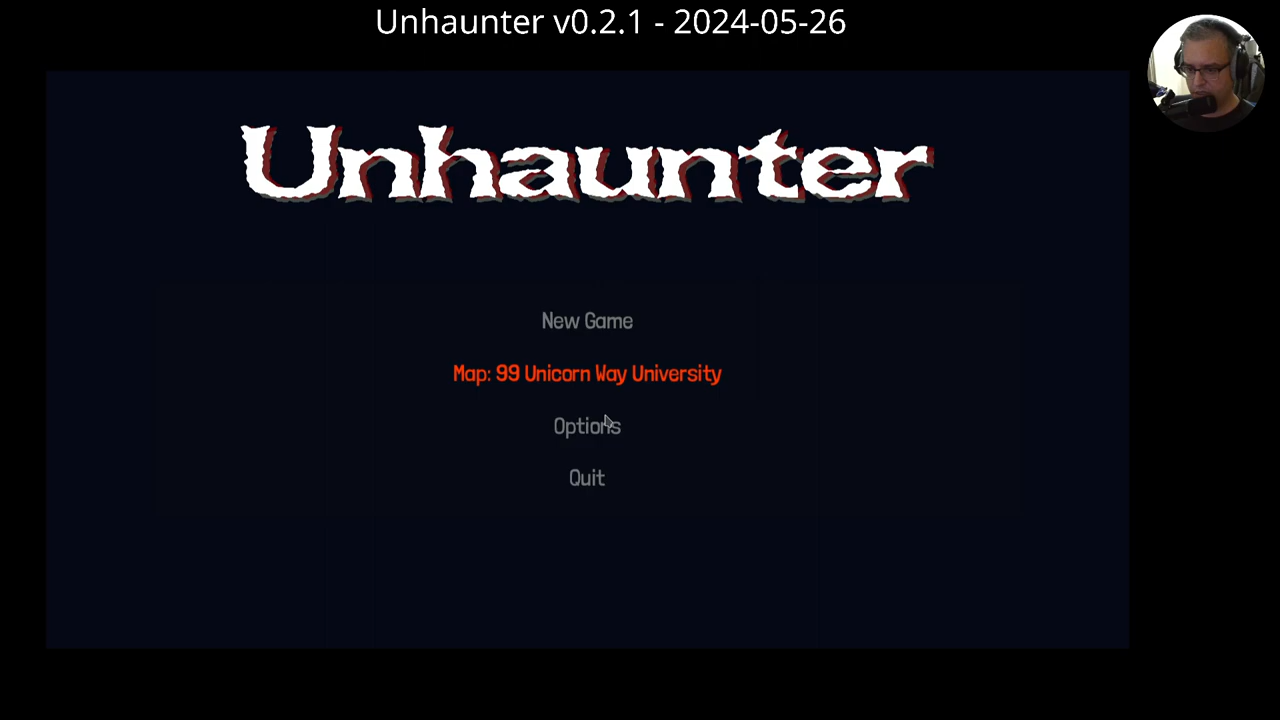 Unhaunter v0.2.1 - 2024-05-26
Unhaunter
New Game
Map: 99 Unicorn Way University
Options
Quit